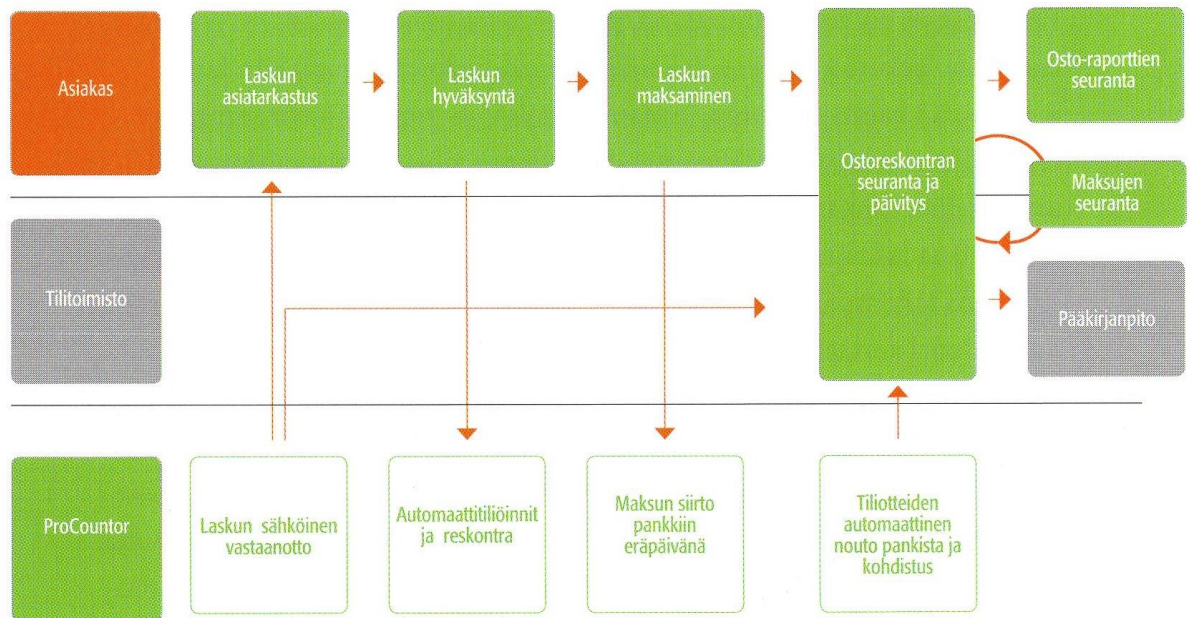 Asiakas
Laskun
asiatarkastus
Laskun
hyväksyntä
Laskun
maksaminen
Ostoreskontran
seuranta ja
päivitys
Osto-raporttien
seuranta
Maksujen
seuranta
Tilitoimisto
Pääkirjanpito
ProCountor
Laskun sähköinen
vastaanotto
Automaattitiliöinnit
ja reskontra
Maksun siirto
pankkiin
eräpäivänä
Tiliotteiden
automaattinen
nouto pankista ja
kohdistus